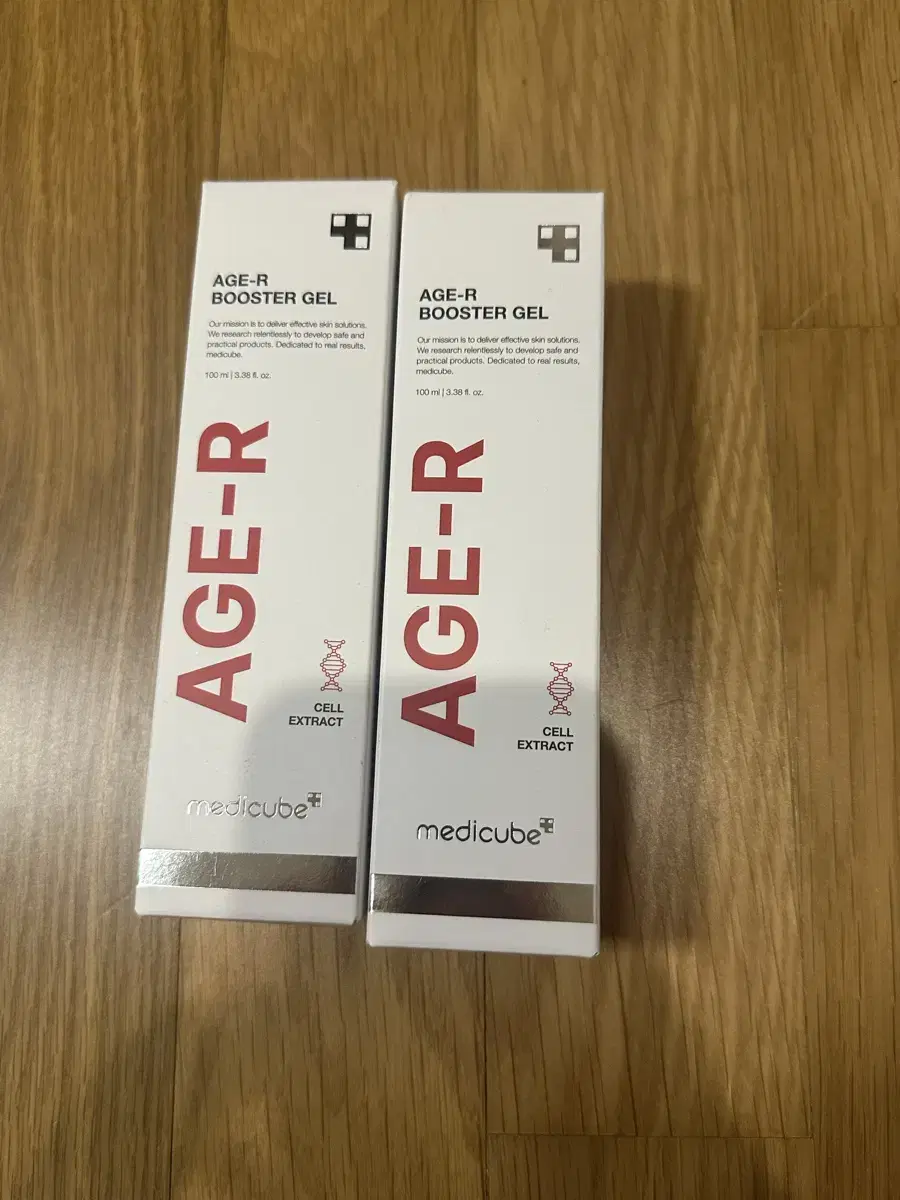 AGE-R
BOOSTER GEL
Our mission is to deliver effective skin solutions.
We research relentlessly to develop safe and
practical products. Dedicated to real results,
medicube.
100 ml | 3.38 fl. oz.
AGE-R
CELL
EXTRACT
medicube
AGE-R
BOOSTER GEL
Our mission is to deliver effective skin solutions.
We research relentlessly to develop safe and
practical products. Dedicated to real results,
medicube.
100 ml | 3.38 fl. oz.
AGE-R
CELL
EXTRACT
medicube